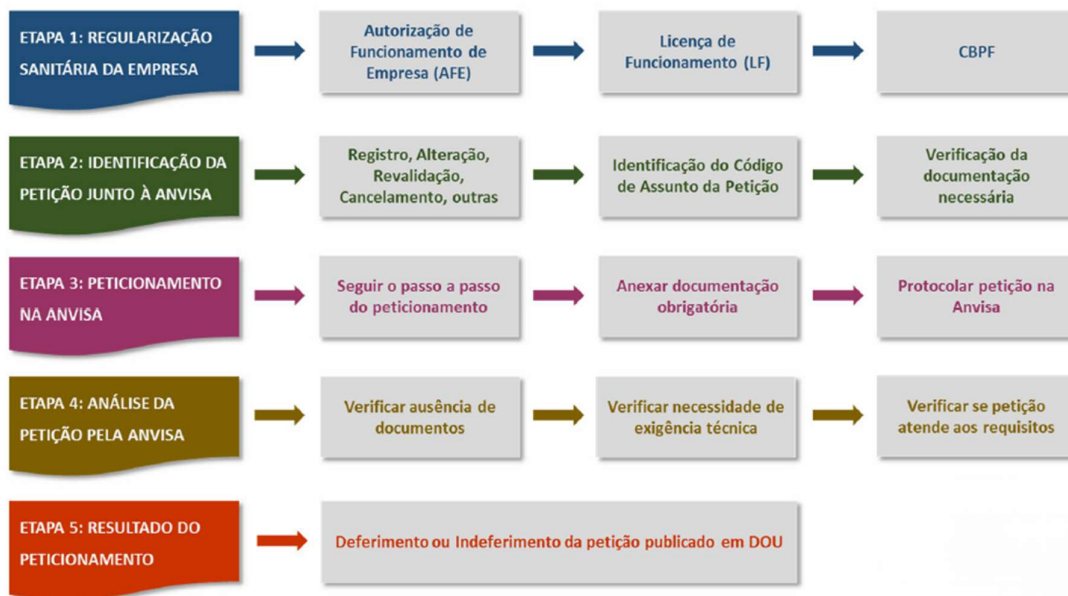 ETAPA 1: REGULARIZAÇÃO
SANITÁRIA DA EMPRESA
Autorização de
Funcionamento de
Empresa (AFE)
Licença de
Funcionamento (LF)
CBPF
ETAPA 2: IDENTIFICAÇÃO DA
PETIÇÃO JUNTO À ANVISA
Registro, Alteração,
Revalidação,
Cancelamento, outras
Identificação do Código
de Assunto da Petição
Verificação da
documentação
necessária
ETAPA 3: PETICIONAMENTO
NA ANVISA
Seguir o passo a passo
do peticionamento
Anexar documentação
obrigatória
Protocolar petição na
Anvisa
ETAPA 4: ANÁLISE DA
PETIÇÃO PELA ANVISA
Verificar ausência de
documentos
Verificar necessidade de
exigência técnica
Verificar se petição
atende aos requisitos
ETAPA 5: RESULTADO DO
PETICIONAMENTO
Deferimento ou Indeferimento da petição publicado em DOU